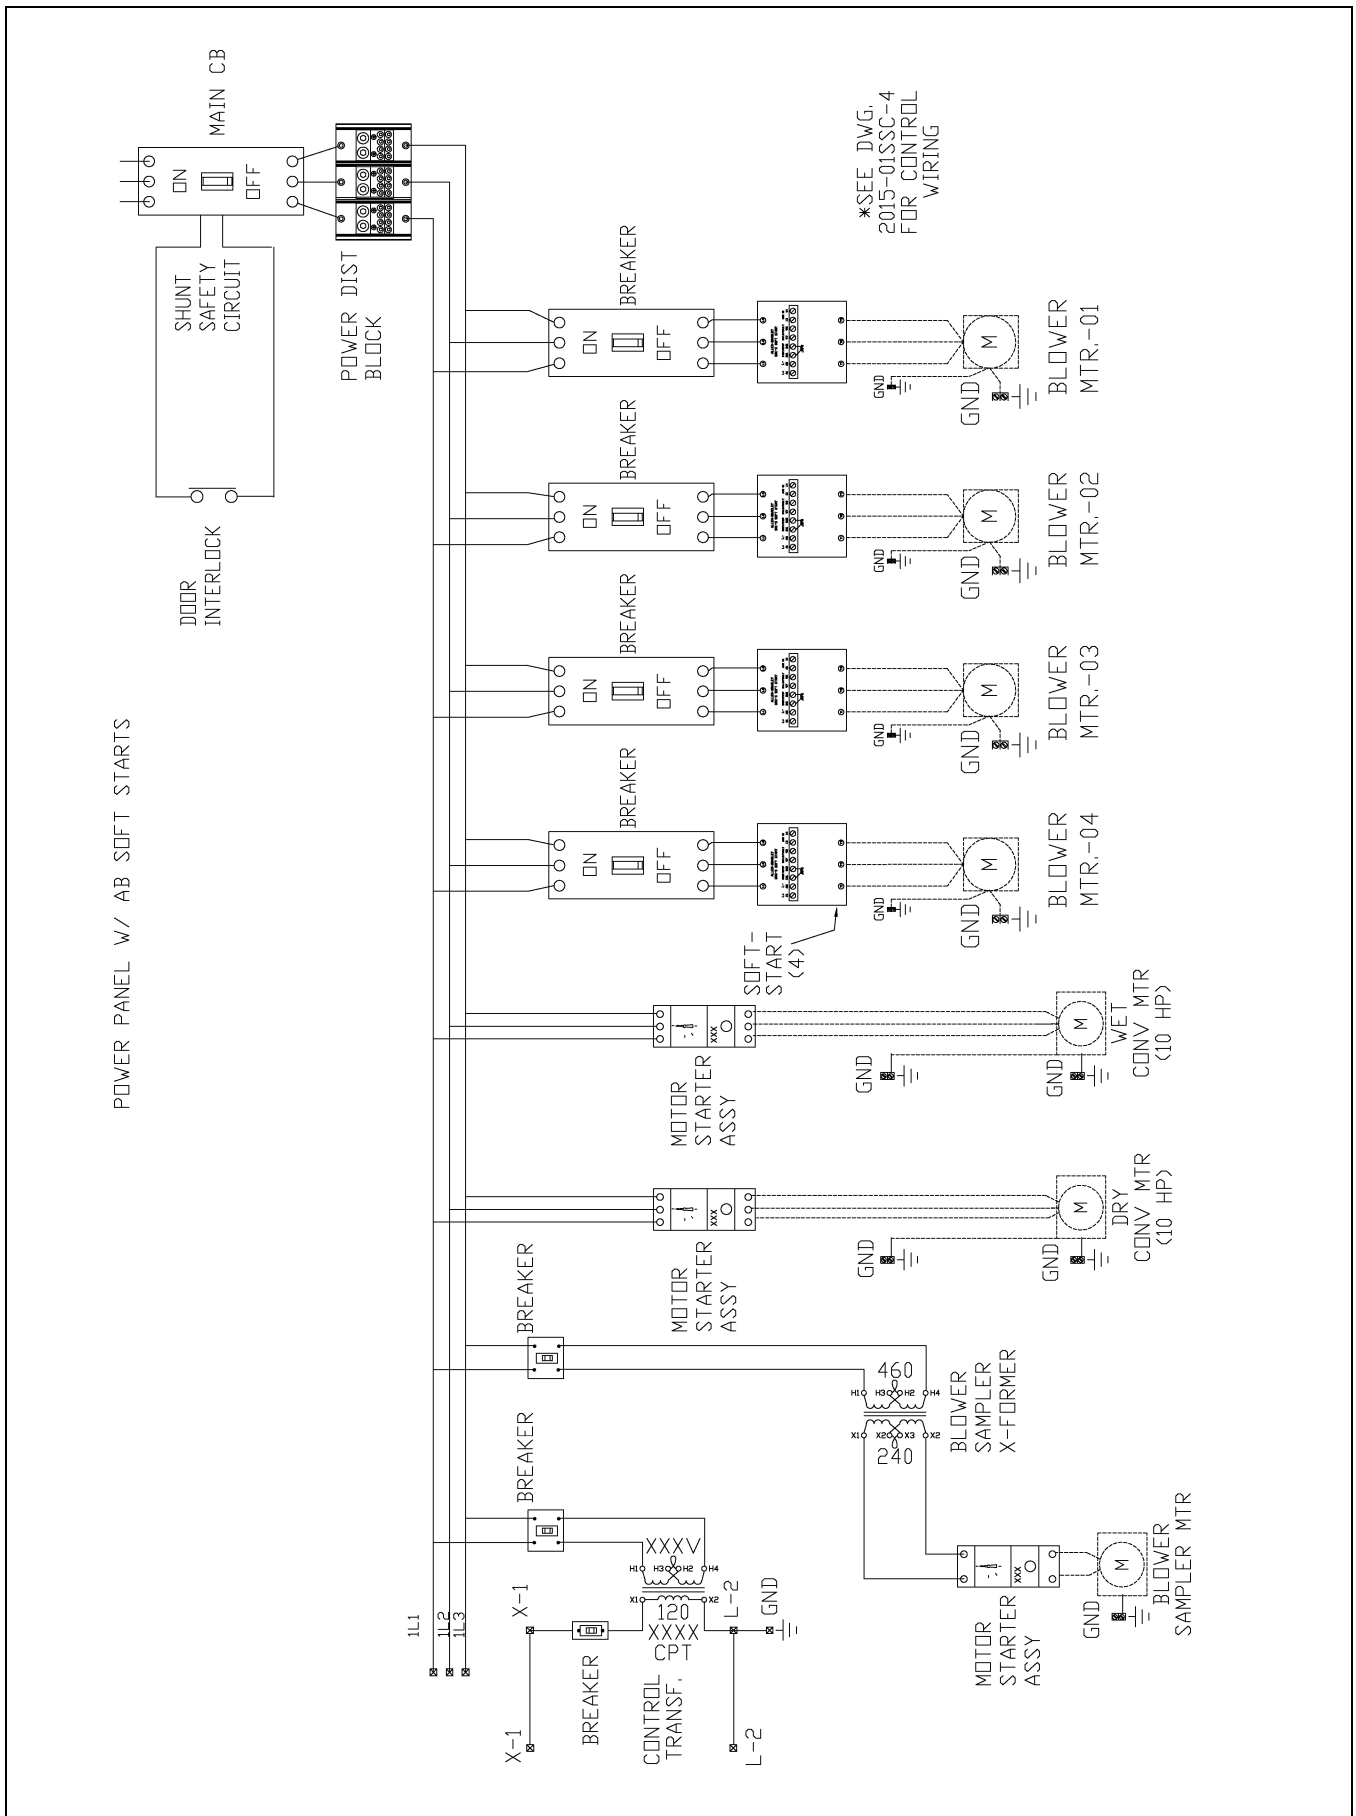 POWER PANEL W/ AB SOFT STARTS
MAIN CB
ON
OFF
SHUNT
SAFETY
CIRCUIT
DOOR
INTERLOCK
POWER DIST
BLOCK
*SEE DWG.
2015-01SSC-4
FOR CONTROL
WIRING
1L1
1L2
1L3
BREAKER
ON
OFF
GND
GND
BLOWER
MTR.-01
BREAKER
ON
OFF
GND
GND
BLOWER
MTR.-02
BREAKER
ON
OFF
GND
GND
BLOWER
MTR.-03
BREAKER
ON
OFF
GND
GND
BLOWER
MTR.-04
M
M
M
M
SOFT-
START
(4)
MOTOR
STARTER
ASSY
XXX
GND
GND
M
WET
CONV MTR
(10 HP)
MOTOR
STARTER
ASSY
XXX
GND
GND
M
DRY
CONV MTR
(10 HP)
BREAKER
460
H1
H3
H2
H4
X1
X2
X3
X2
240
BLOWER
SAMPLER
X-FORMER
MOTOR
STARTER
ASSY
XXX
GND
M
BLOWER
SAMPLER MTR
BREAKER
XXXV
H1
H3
H2
H4
X1
X2
120
XXXX
CPT
CONTROL
TRANSF.
BREAKER
X-1
X-1
L-2
L-2
GND